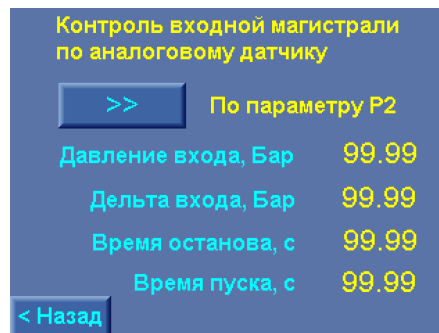 Контроль входной магистрали
по аналоговому датчику
>> По параметру P2
Давление входа, Бар 99.99
Дельта входа, Бар 99.99
Время останова, с 99.99
Время пуска, с 99.99
< Назад